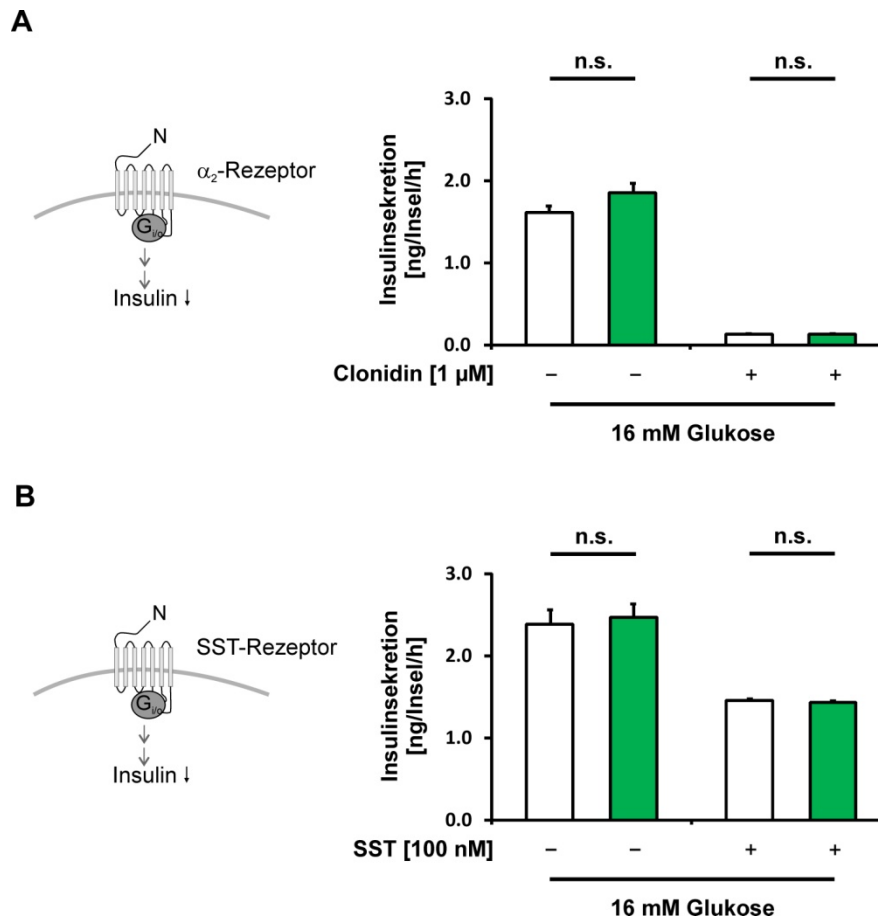 A
n.s. n.s.
N
α₂-Rezeptor
Gi/o
Insulin ↓
Insulinsekretion
[ng/Insel/h]
3.0
2.0
1.0
0.0
Clonidin [1 µM] – – + +
16 mM Glukose
B
n.s. n.s.
N
SST-Rezeptor
Gi/o
Insulin ↓
Insulinsekretion
[ng/Insel/h]
3.0
2.0
1.0
0.0
SST [100 nM] – – + +
16 mM Glukose